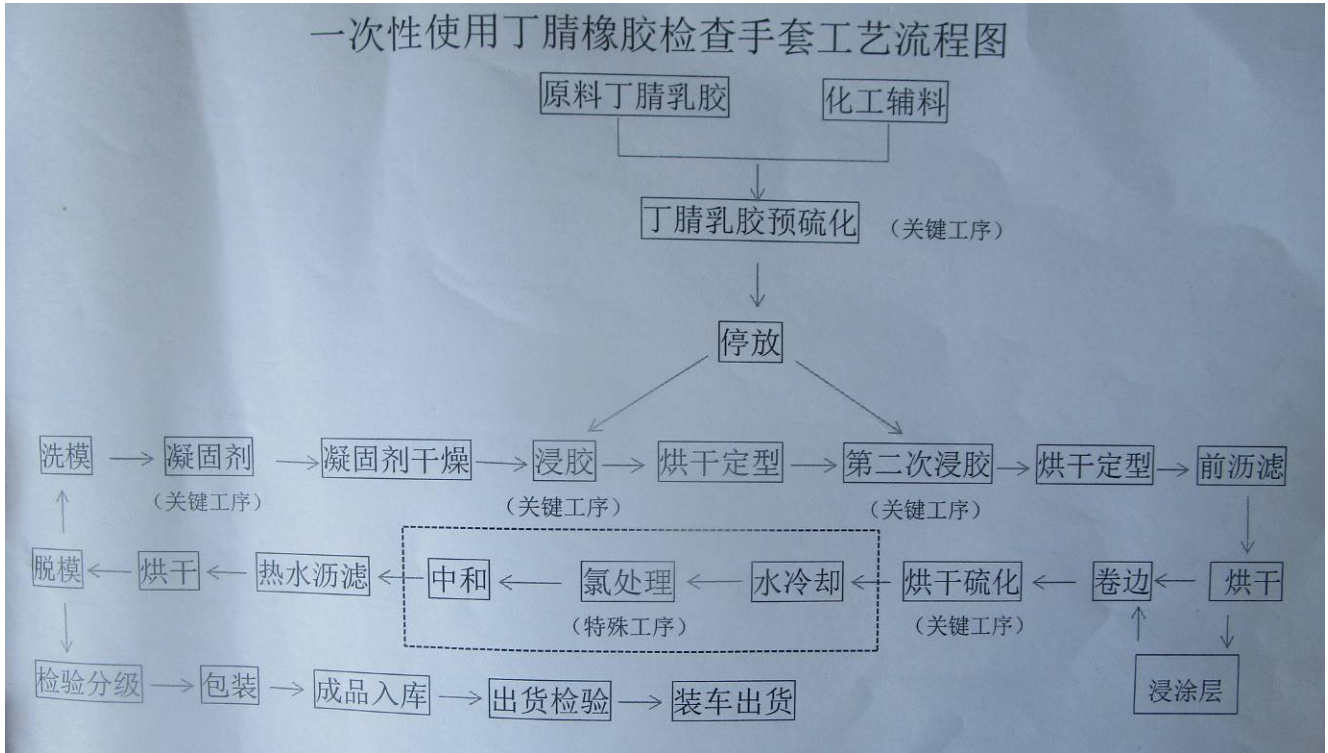 一次性使用丁腈橡胶检查手套工艺流程图
原料丁腈乳胶 化工辅料
丁腈乳胶预硫化 （关键工序）
停放
洗模 凝固剂 凝固剂干燥 浸胶 烘干定型 第二次浸胶 烘干定型 前沥滤
（关键工序） （关键工序） （关键工序）
脱模 烘干 热水沥滤 中和 氯处理 水冷却 烘干硫化 卷边 烘干
（特殊工序） （关键工序）
检验分级 包装 成品入库 出货检验 装车出货 浸涂层